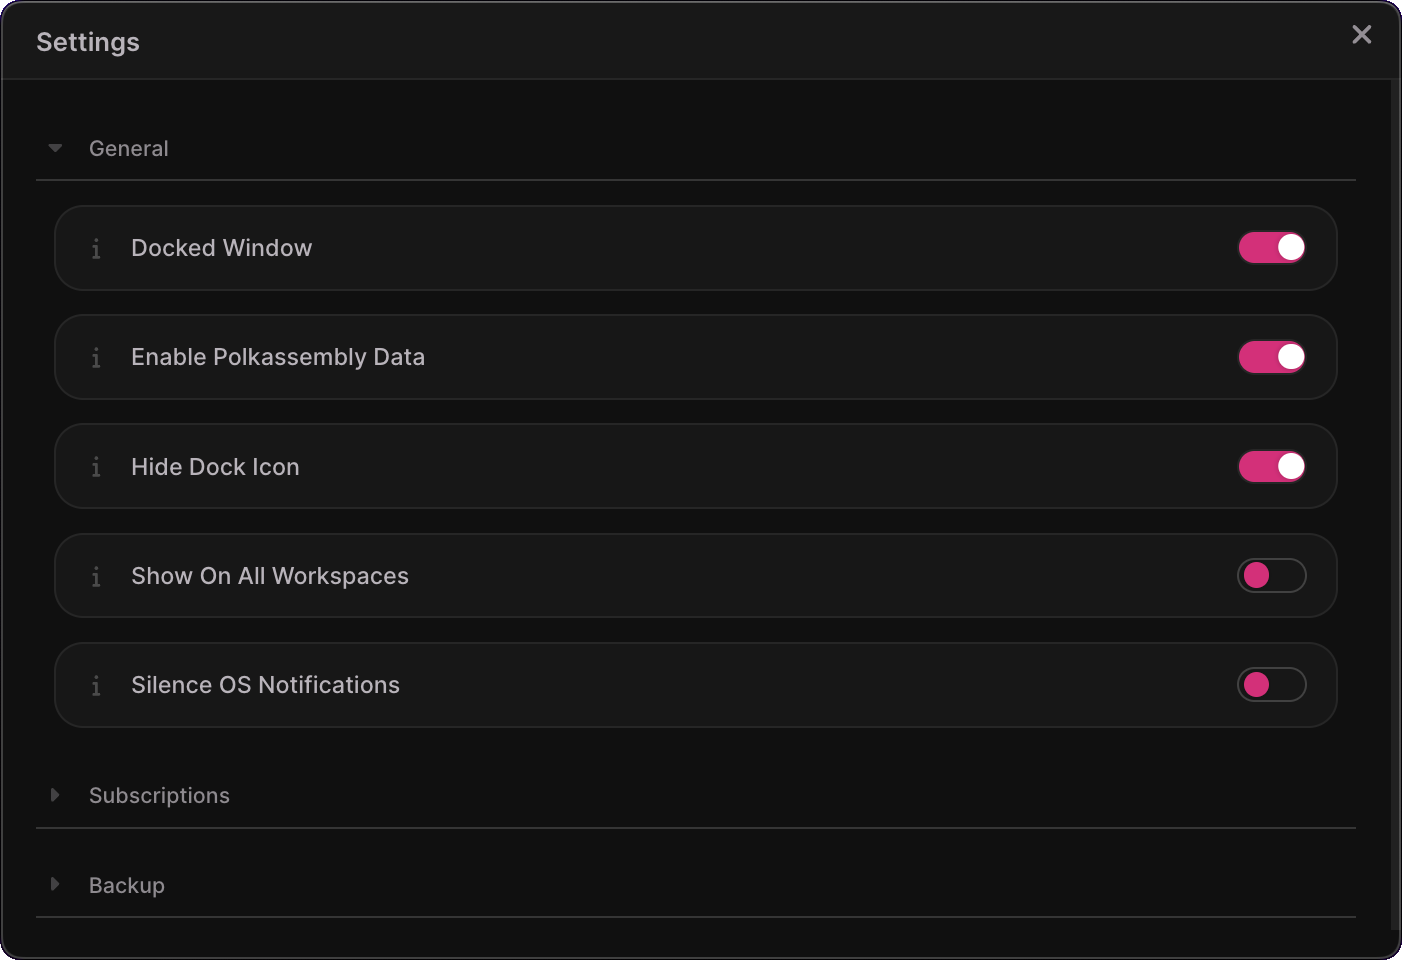 Settings
General
Docked Window
Enable Polkassembly Data
Hide Dock Icon
Show On All Workspaces
Silence OS Notifications
Subscriptions
Backup